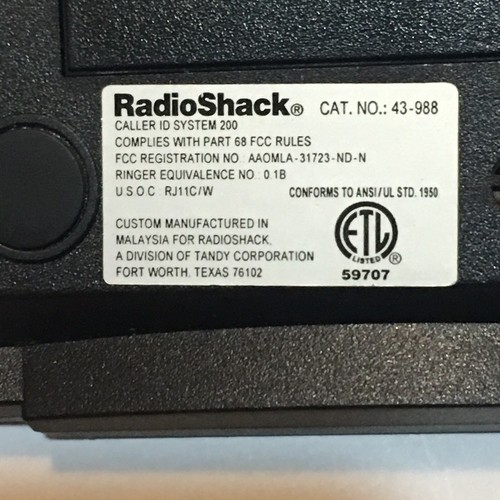 RadioShack® CAT. NO.: 43-988
CALLER ID SYSTEM 200
COMPLIES WITH PART 68 FCC RULES
FCC REGISTRATION NO. AAOMLA-31723-ND-N
RINGER EQUIVALENCE NO. 0.1B
U.S.O.C. RJ11C/W CONFORMS TO ANSI/UL STD. 1950
CUSTOM MANUFACTURED IN
MALAYSIA FOR RADIOSHACK,
A DIVISION OF TANDY CORPORATION
FORT WORTH, TEXAS 76102
ETL
LISTED ®
59707